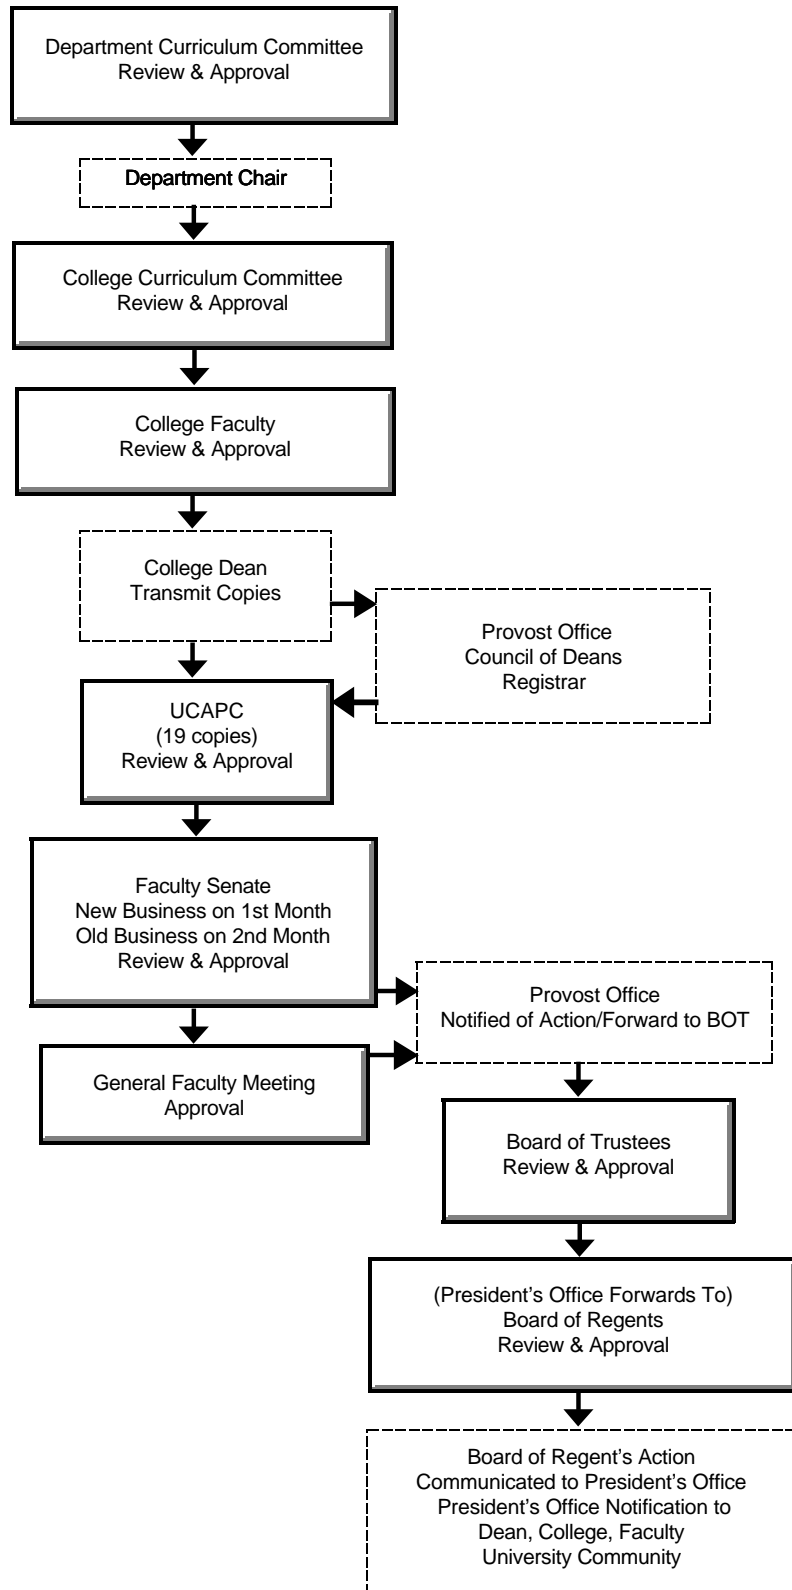 Department Curriculum Committee
Review & Approval
Department Chair
College Curriculum Committee
Review & Approval
College Faculty
Review & Approval
College Dean
Transmit Copies
Provost Office
Council of Deans
Registrar
UCAPC
(19 copies)
Review & Approval
Faculty Senate
New Business on 1st Month
Old Business on 2nd Month
Review & Approval
Provost Office
Notified of Action/Forward to BOT
General Faculty Meeting
Approval
Board of Trustees
Review & Approval
(President's Office Forwards To)
Board of Regents
Review & Approval
Board of Regent's Action
Communicated to President's Office
President's Office Notification to
Dean, College, Faculty
University Community